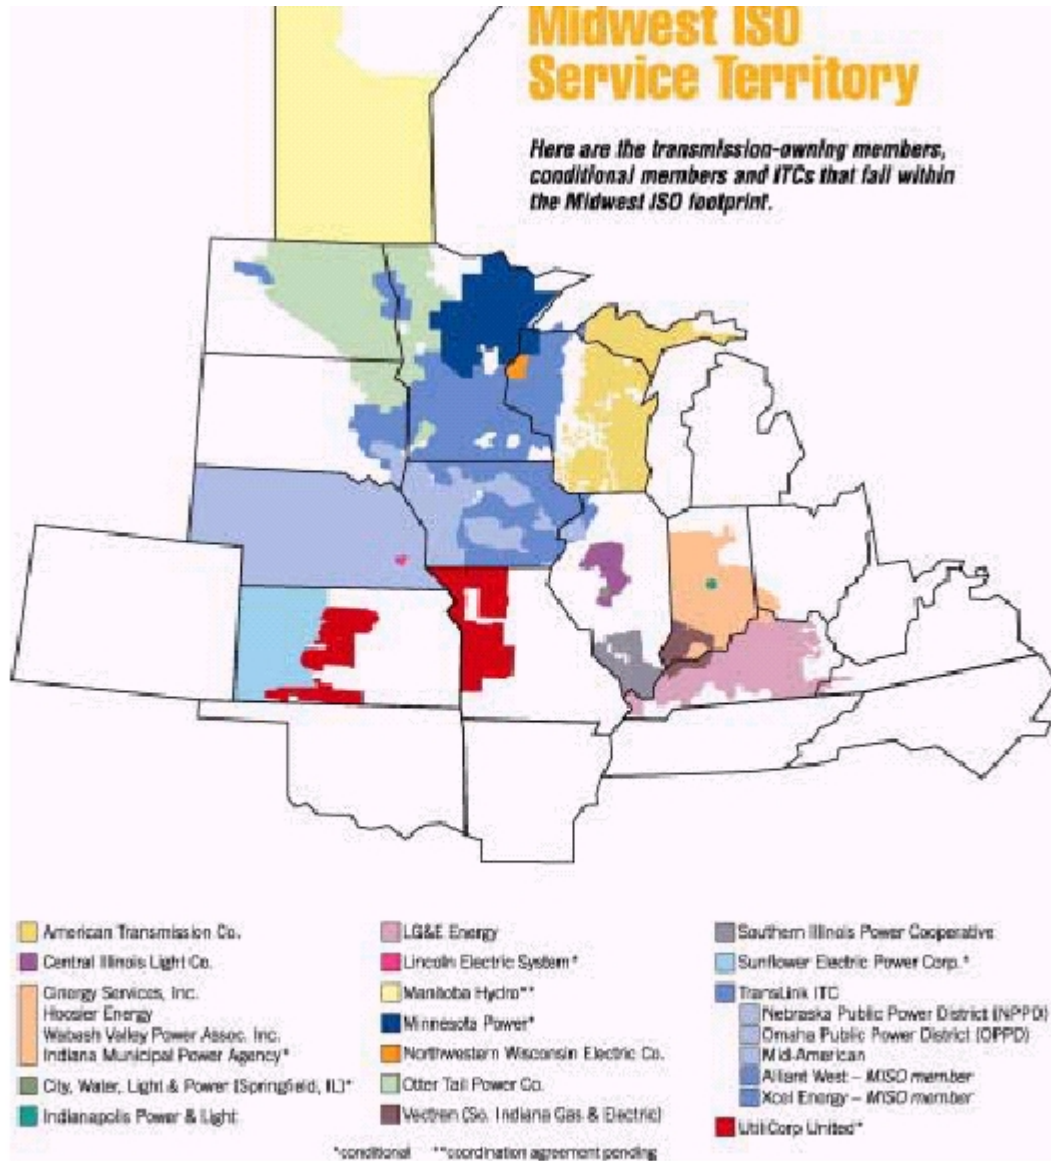 Midwest ISO
Service Territory
Here are the transmission-owning members,
conditional members and ITCs that fall within
the Midwest ISO footprint.
American Transmission Co.
Central Illinois Light Co.
Cinergy Services, Inc.
Hoosier Energy
Wabash Valley Power Assoc. Inc.
Indiana Municipal Power Agency*
City, Water, Light & Power (Springfield, IL)*
Indianapolis Power & Light
LG&E Energy
Lincoln Electric System*
Manitoba Hydro**
Minnesota Power*
Northwestern Wisconsin Electric Co.
Otter Tail Power Co.
Vectren (So. Indiana Gas & Electric)
Southern Illinois Power Cooperative
Sunflower Electric Power Corp.*
TransLink ITC
Nebraska Public Power District (NPPD)
Omaha Public Power District (OPPD)
Mid-American
Alliant West – MISO member
Xcel Energy – MISO member
UtiliCorp United*
*conditional **coordination agreement pending